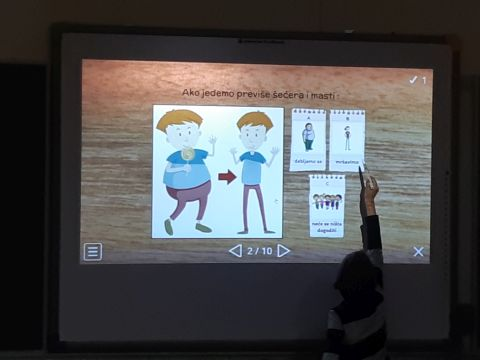 ✓ 1
Ako jedemo previše šećera i masti :
A
debljamo se
B
mršavimo
C
neće se ništa
dogoditi
2 / 10